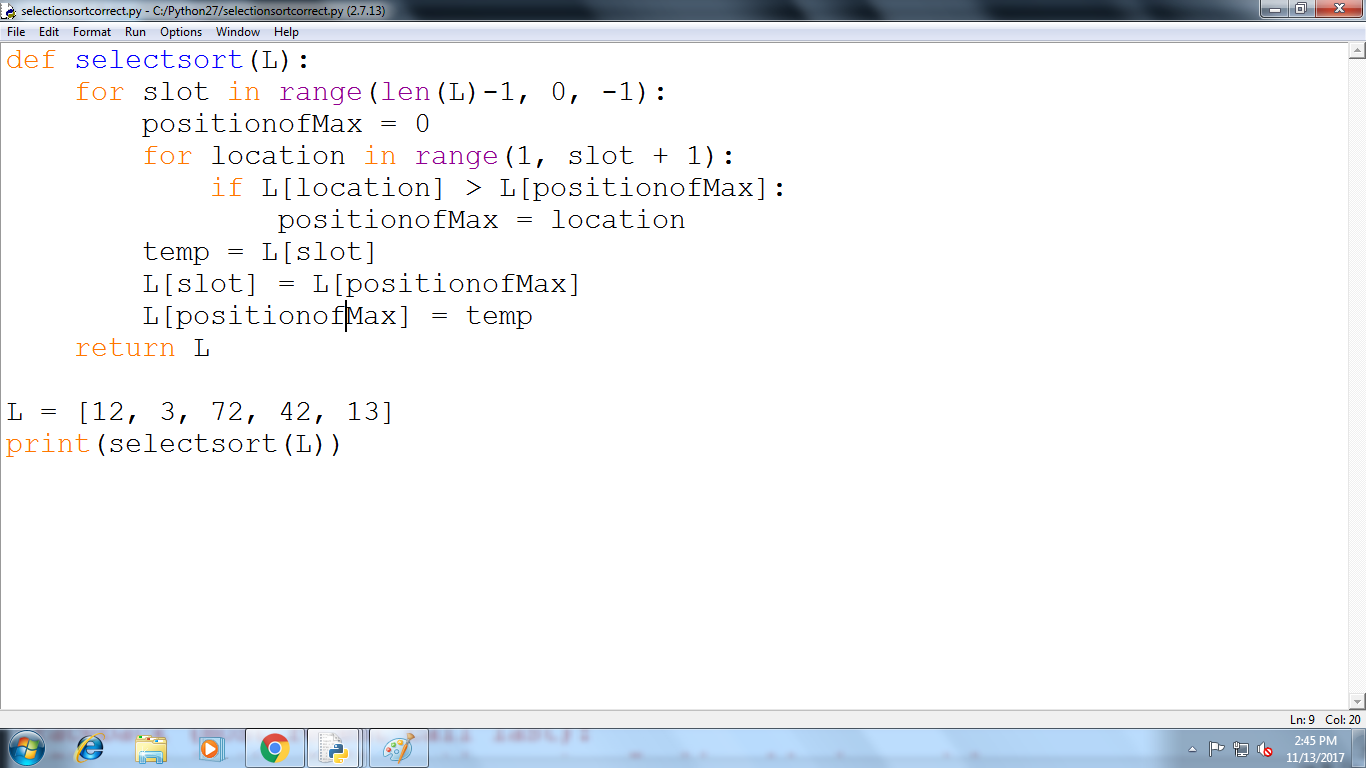 selectionsortcorrect.py - C:/Python27/selectionsortcorrect.py (2.7.13)
File Edit Format Run Options Window Help
def selectsort(L):
    for slot in range(len(L)-1, 0, -1):
        positionofMax = 0
        for location in range(1, slot + 1):
            if L[location] > L[positionofMax]:
                positionofMax = location
        temp = L[slot]
        L[slot] = L[positionofMax]
        L[positionofMax] = temp
    return L
L = [12, 3, 72, 42, 13]
print(selectsort(L))
Ln: 9 Col: 20
2:45 PM
11/13/2017